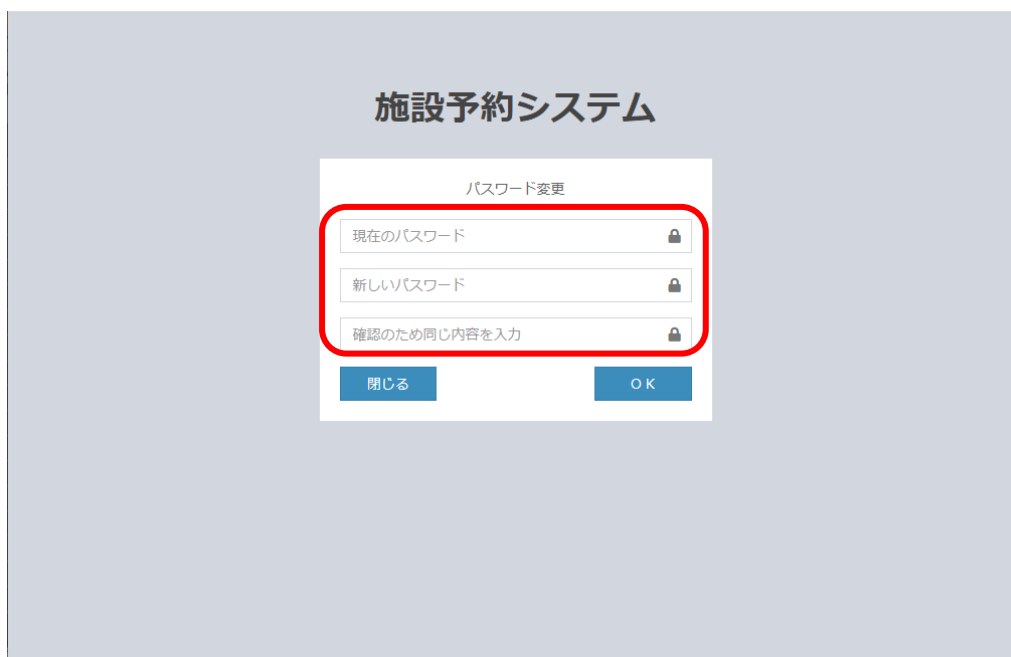 施設予約システム
パスワード変更
現在のパスワード
新しいパスワード
確認のため同じ内容を入力
閉じる
ＯＫ